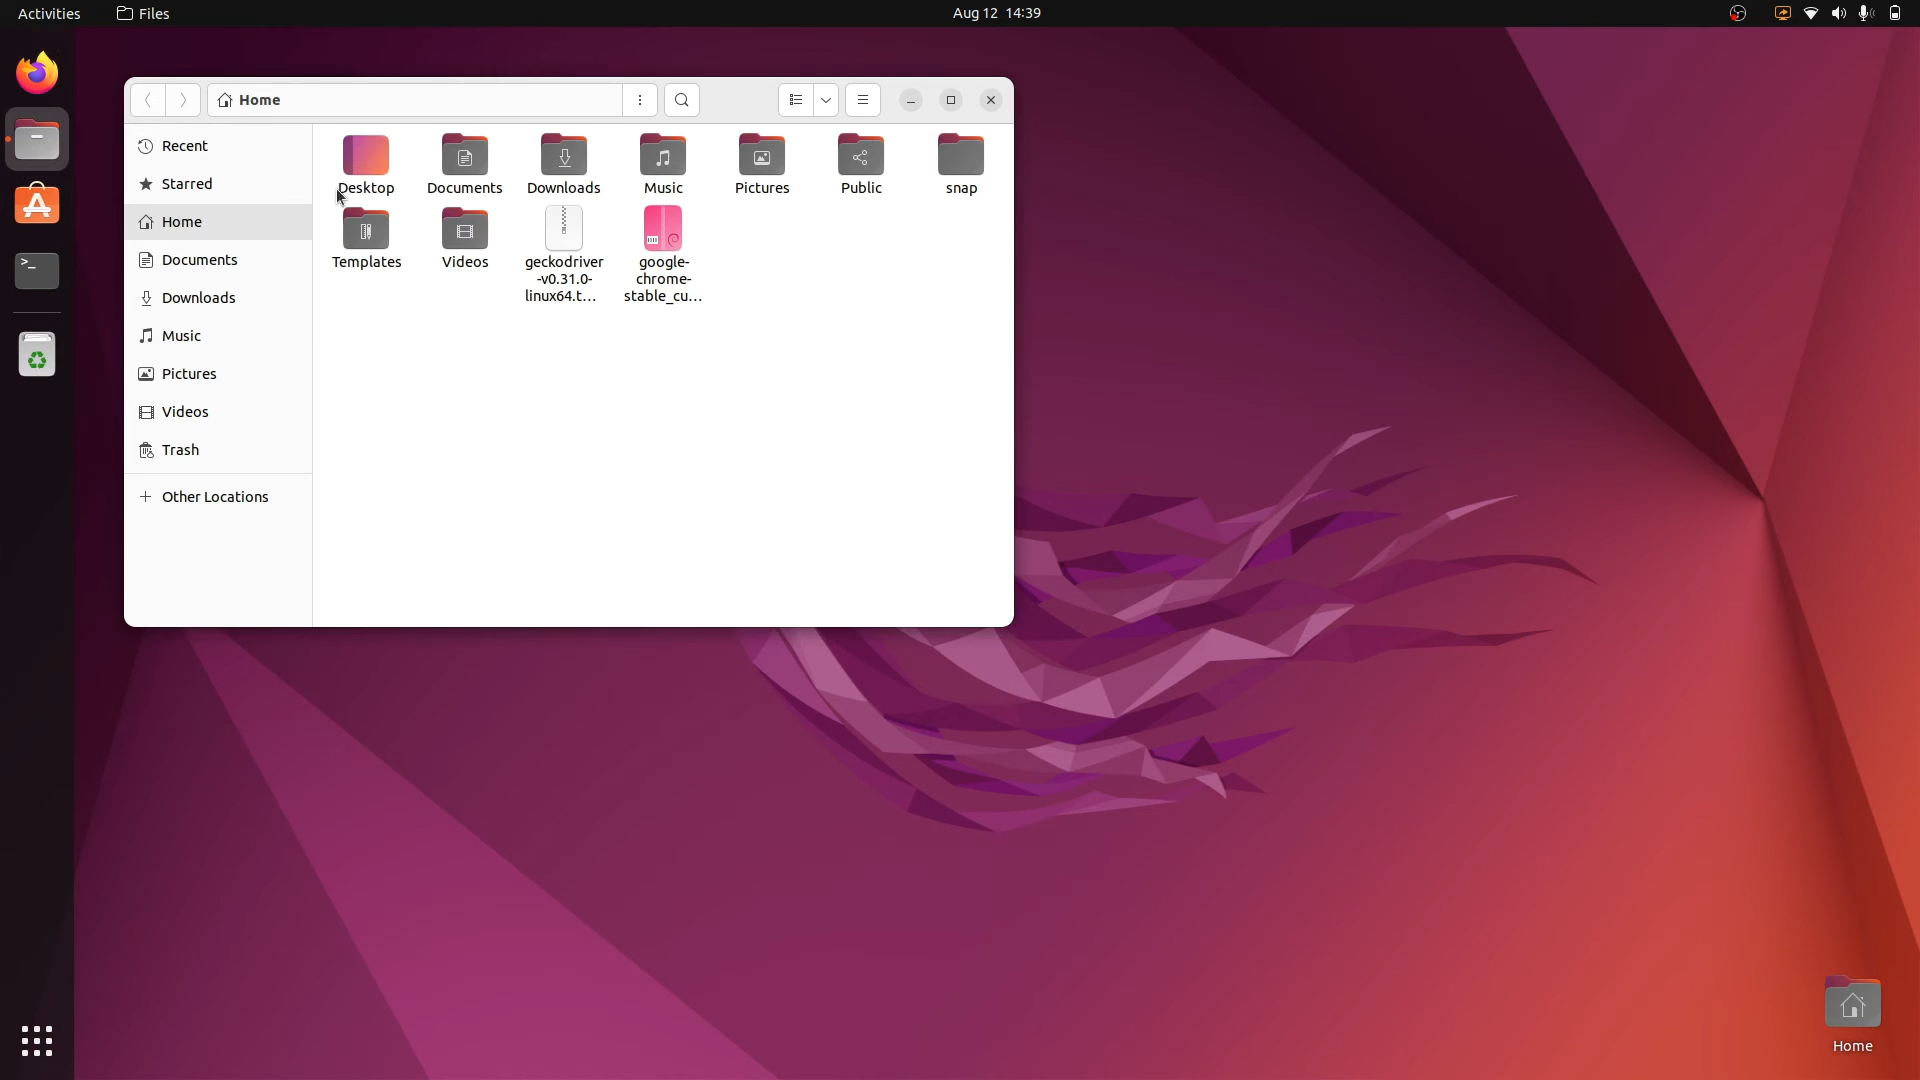 Activities Files Aug 12 14:39
Home
Recent
Starred
Home
Documents
Downloads
Music
Pictures
Videos
Trash
Other Locations
Desktop Documents Downloads Music Pictures Public snap
Templates Videos geckodriver
-v0.31.0-
linux64.t...
google-
chrome-
stable_cu...
Home